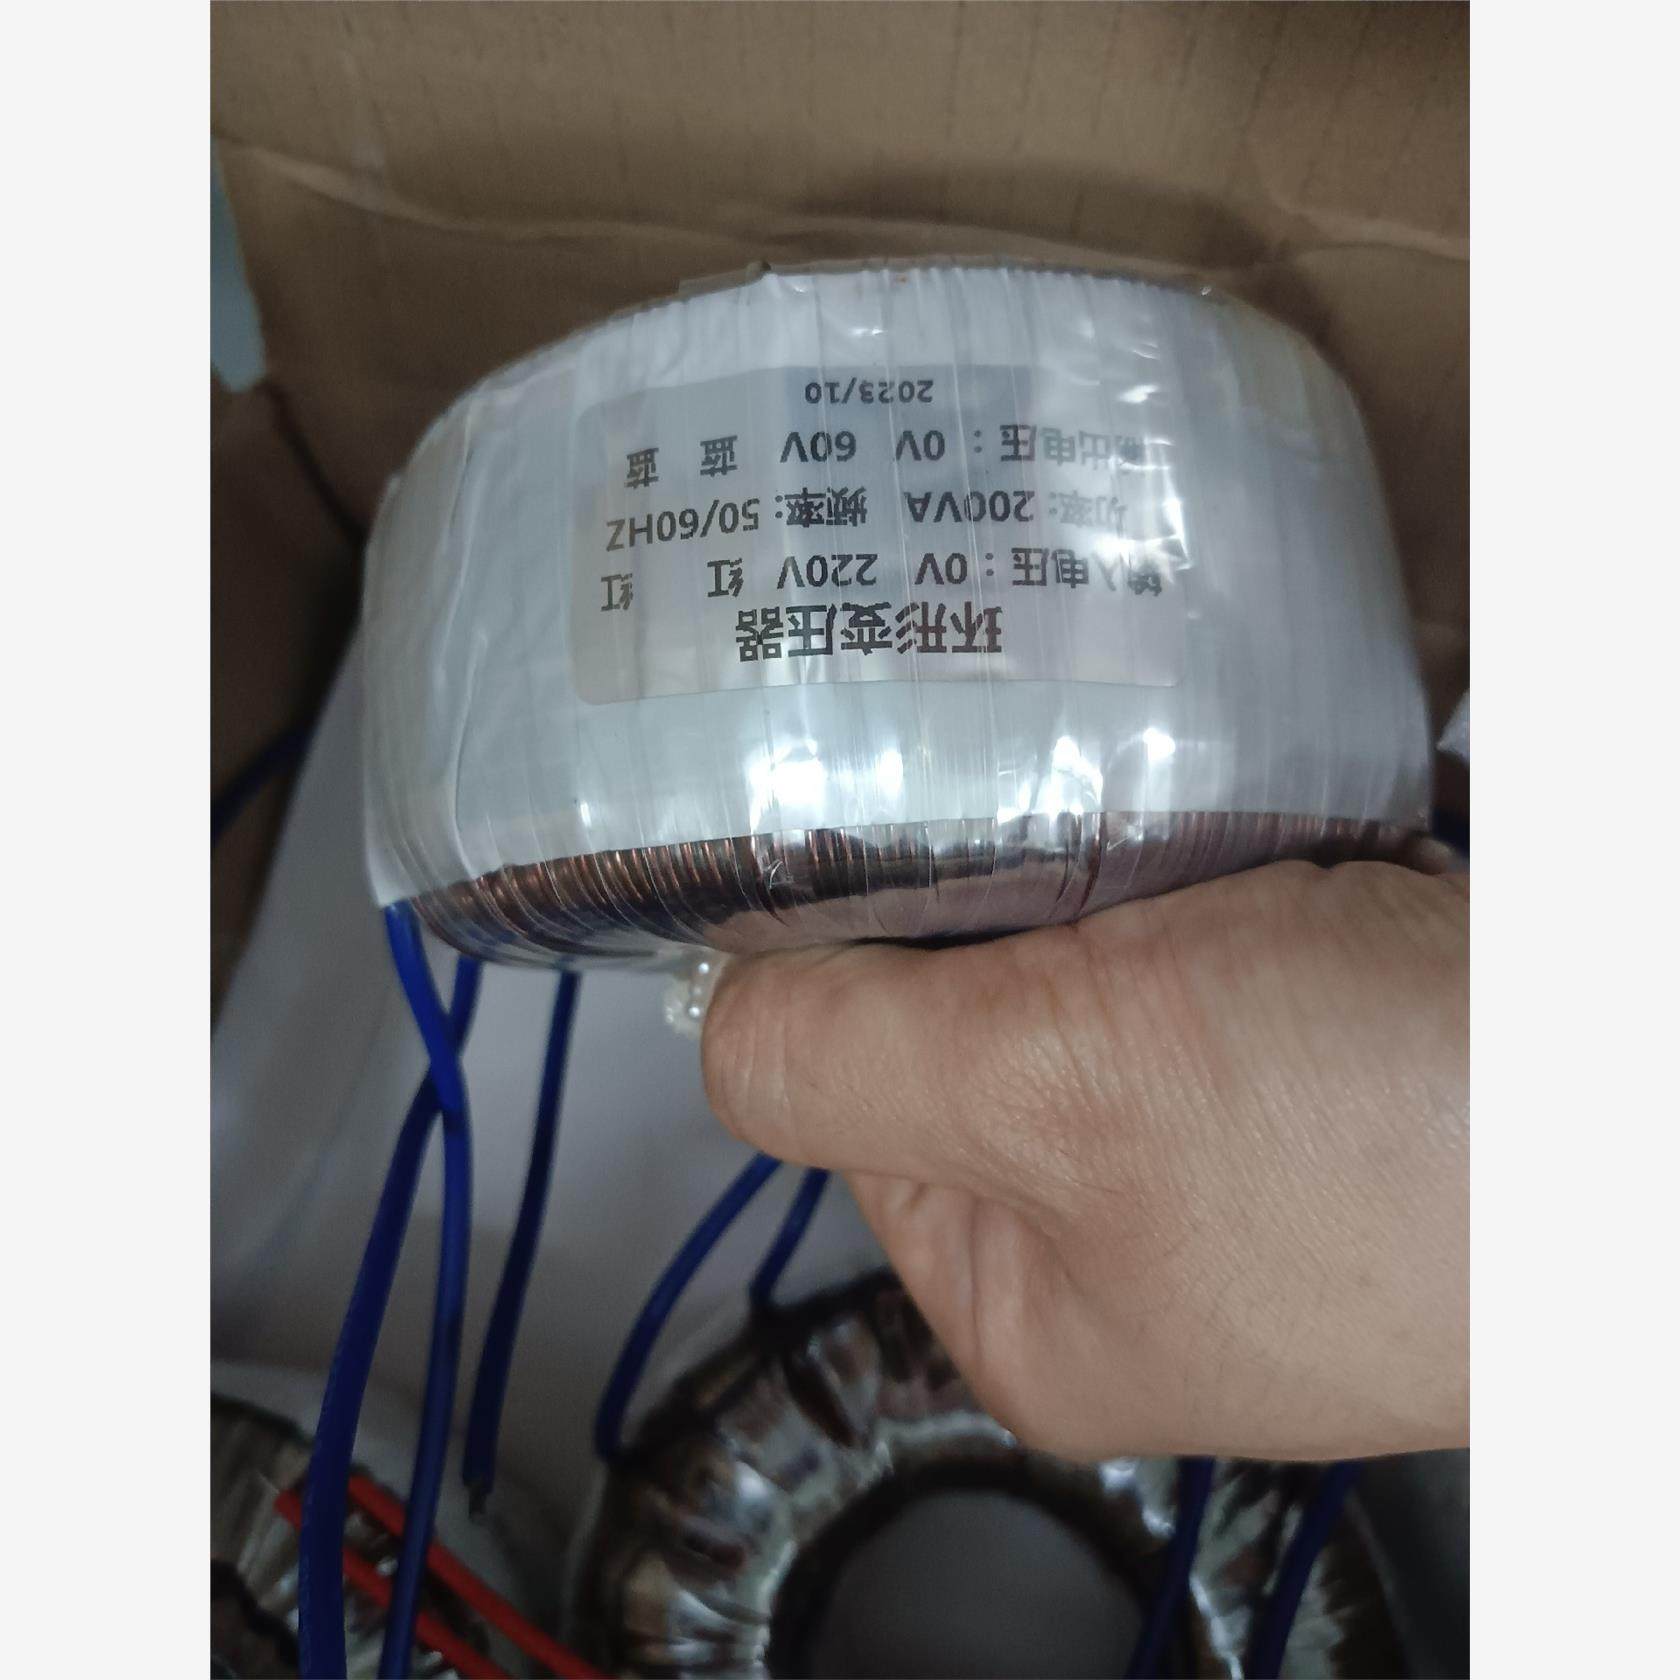 环形变压器
输入电压：0V 220V 红 红
功率：200VA 频率：50/60HZ
输出电压：0V 60V 蓝 蓝
2023/10